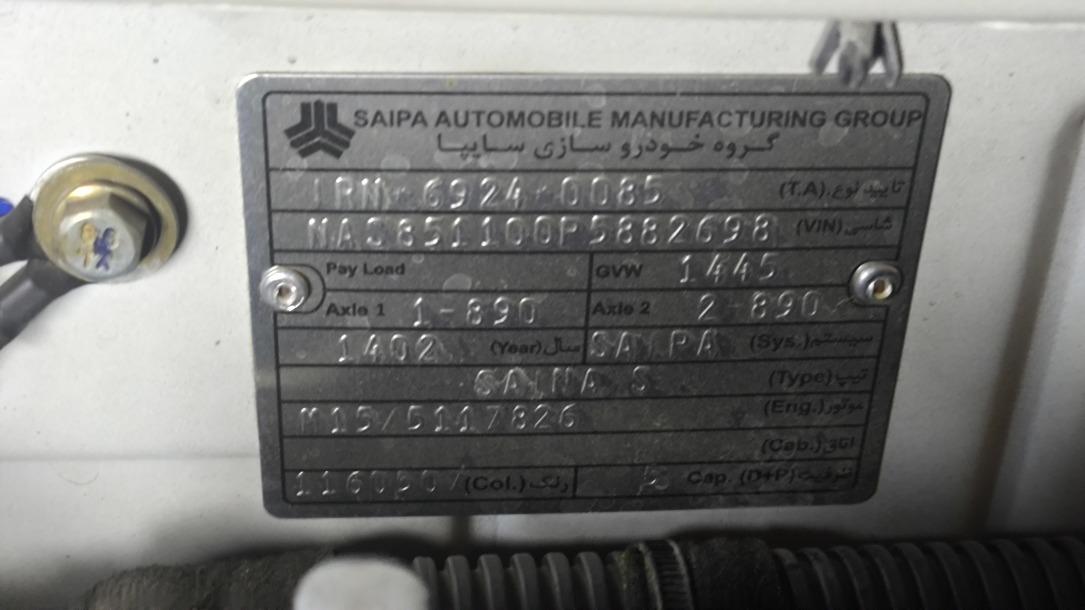 SAIPA AUTOMOBILE MANUFACTURING GROUP
گروه خودرو سازی سایپا
IRN-6924-0085 تایید نوع.(T.A)
NAS851100P5882698 شاسی(VIN)
Pay Load GVW 1445
Axle 1 1-890 Axle 2 2-890
1402 سال(Year) SAIPA سیستم(Sys.)
SAINA S تیپ(Type)
M15/5117826 موتور(Eng.)
اتاق(Cab.)
رنگ(Col.) 5 ظرفیت(D+P) Cap.